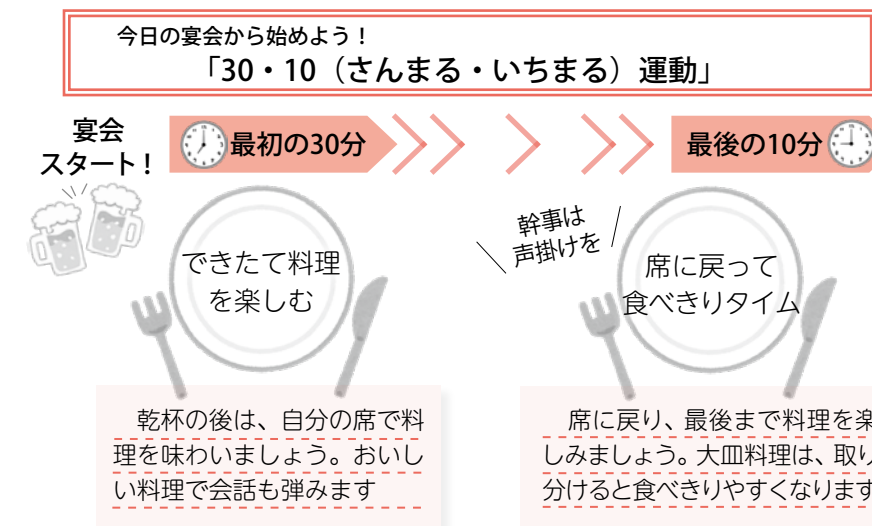 今日の宴会から始めよう！
「30・10（さんまる・いちまる）運動」
宴会
スタート！
最初の30分
最後の10分
できたて料理
を楽しむ
幹事は
声掛けを
席に戻って
食べきりタイム
　乾杯の後は、自分の席で料
理を味わいましょう。おいし
い料理で会話も弾みます
　席に戻り、最後まで料理を楽
しみましょう。大皿料理は、取り
分けると食べきりやすくなります